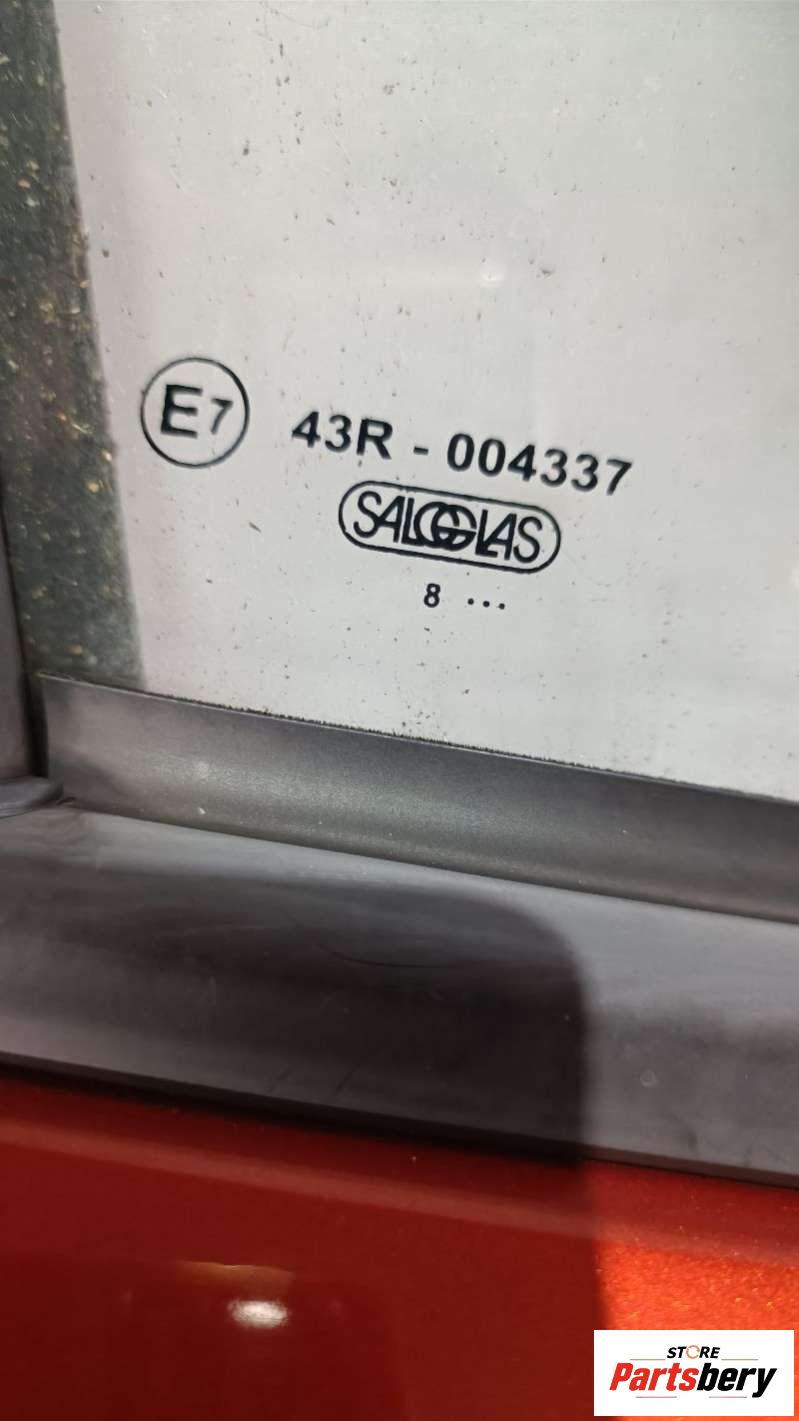 E7 43R - 004337
SALGGLAS
8 ...
STORE
Partsbery